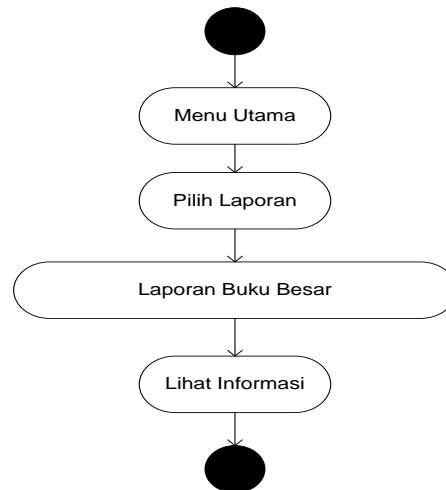 Menu Utama
Pilih Laporan
Laporan Buku Besar
Lihat Informasi